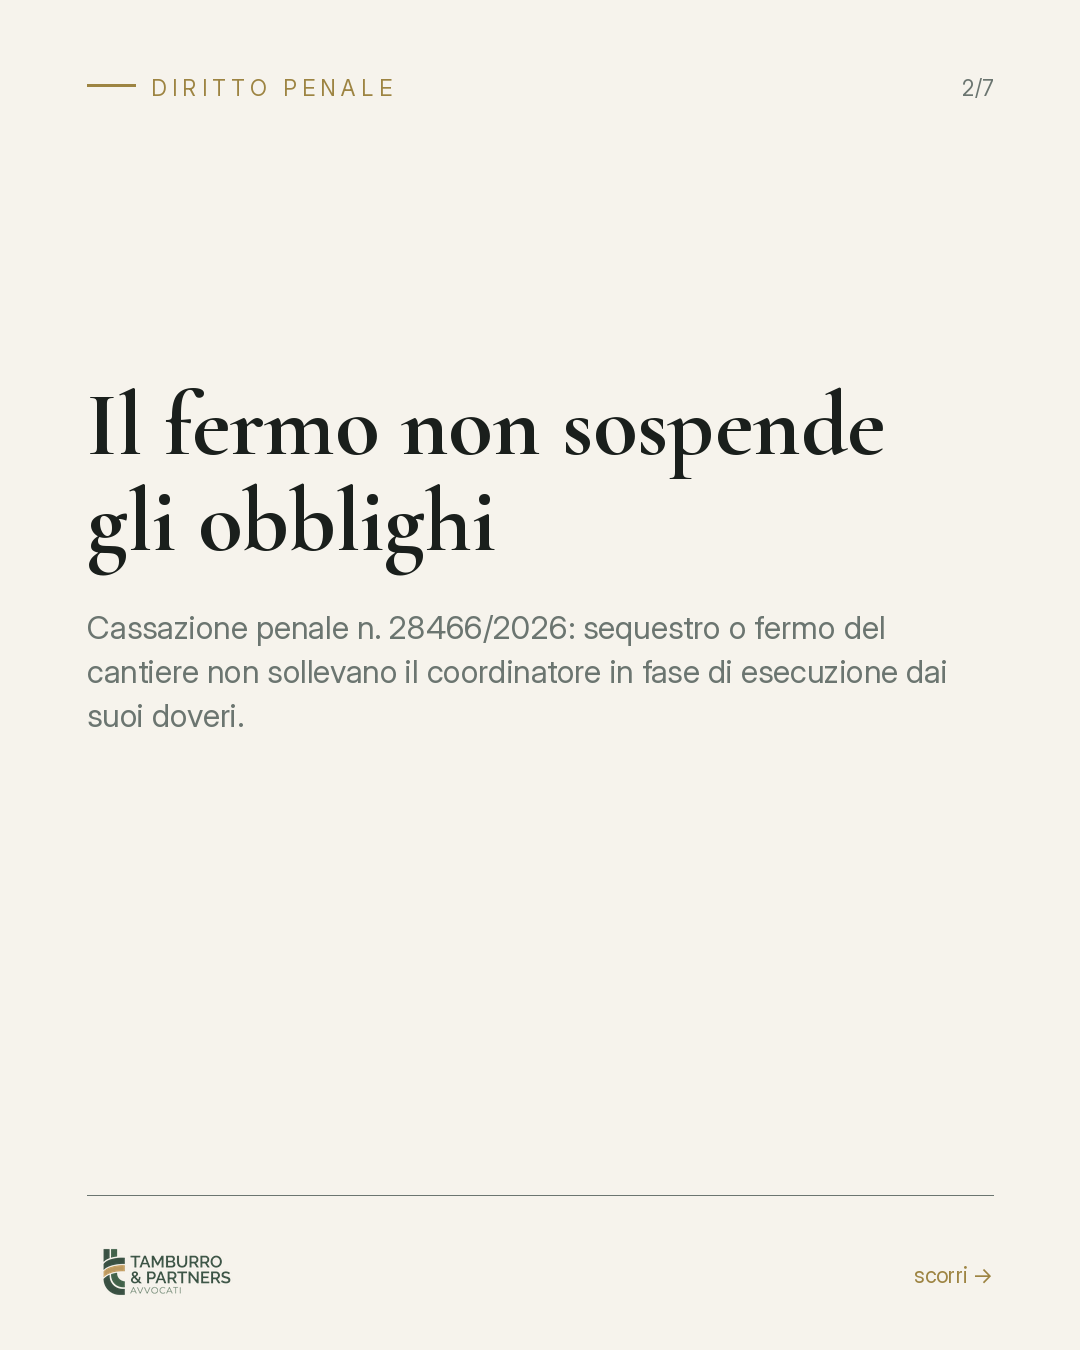 DIRITTO PENALE
2/7
Il fermo non sospende
gli obblighi
Cassazione penale n. 28466/2026: sequestro o fermo del
cantiere non sollevano il coordinatore in fase di esecuzione dai
suoi doveri.
TAMBURRO
& PARTNERS
AVVOCATI
scorri →